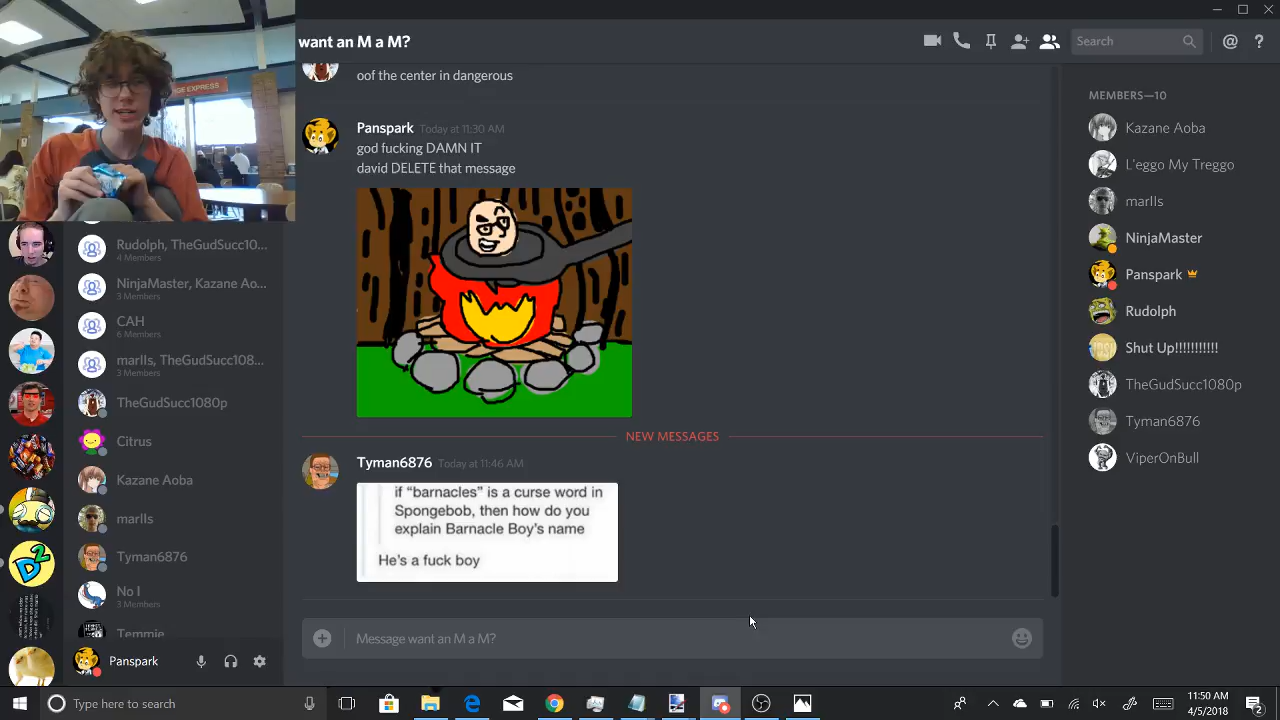 want an M a M?
Search
GE EXPRESS
oof the center in dangerous
Panspark Today at 11:30 AM
god fucking DAMN IT
david DELETE that message
NEW MESSAGES
Tyman6876 Today at 11:46 AM
if “barnacles” is a curse word in
Spongebob, then how do you
explain Barnacle Boy’s name
He’s a fuck boy
Message want an M a M?
Rudolph, TheGudSucc10...
4 Members
NinjaMaster, Kazane Ao...
3 Members
CAH
6 Members
marlls, TheGudSucc108...
3 Members
TheGudSucc1080p
Citrus
Kazane Aoba
marlls
Tyman6876
No I
3 Members
Temmie
Panspark
MEMBERS—10
Kazane Aoba
L'eggo My Treggo
marlls
NinjaMaster
Panspark
Rudolph
Shut Up!!!!!!!!!!!
TheGudSucc1080p
Tyman6876
ViperOnBull
D2
Type here to search
11:50 AM
4/5/2018